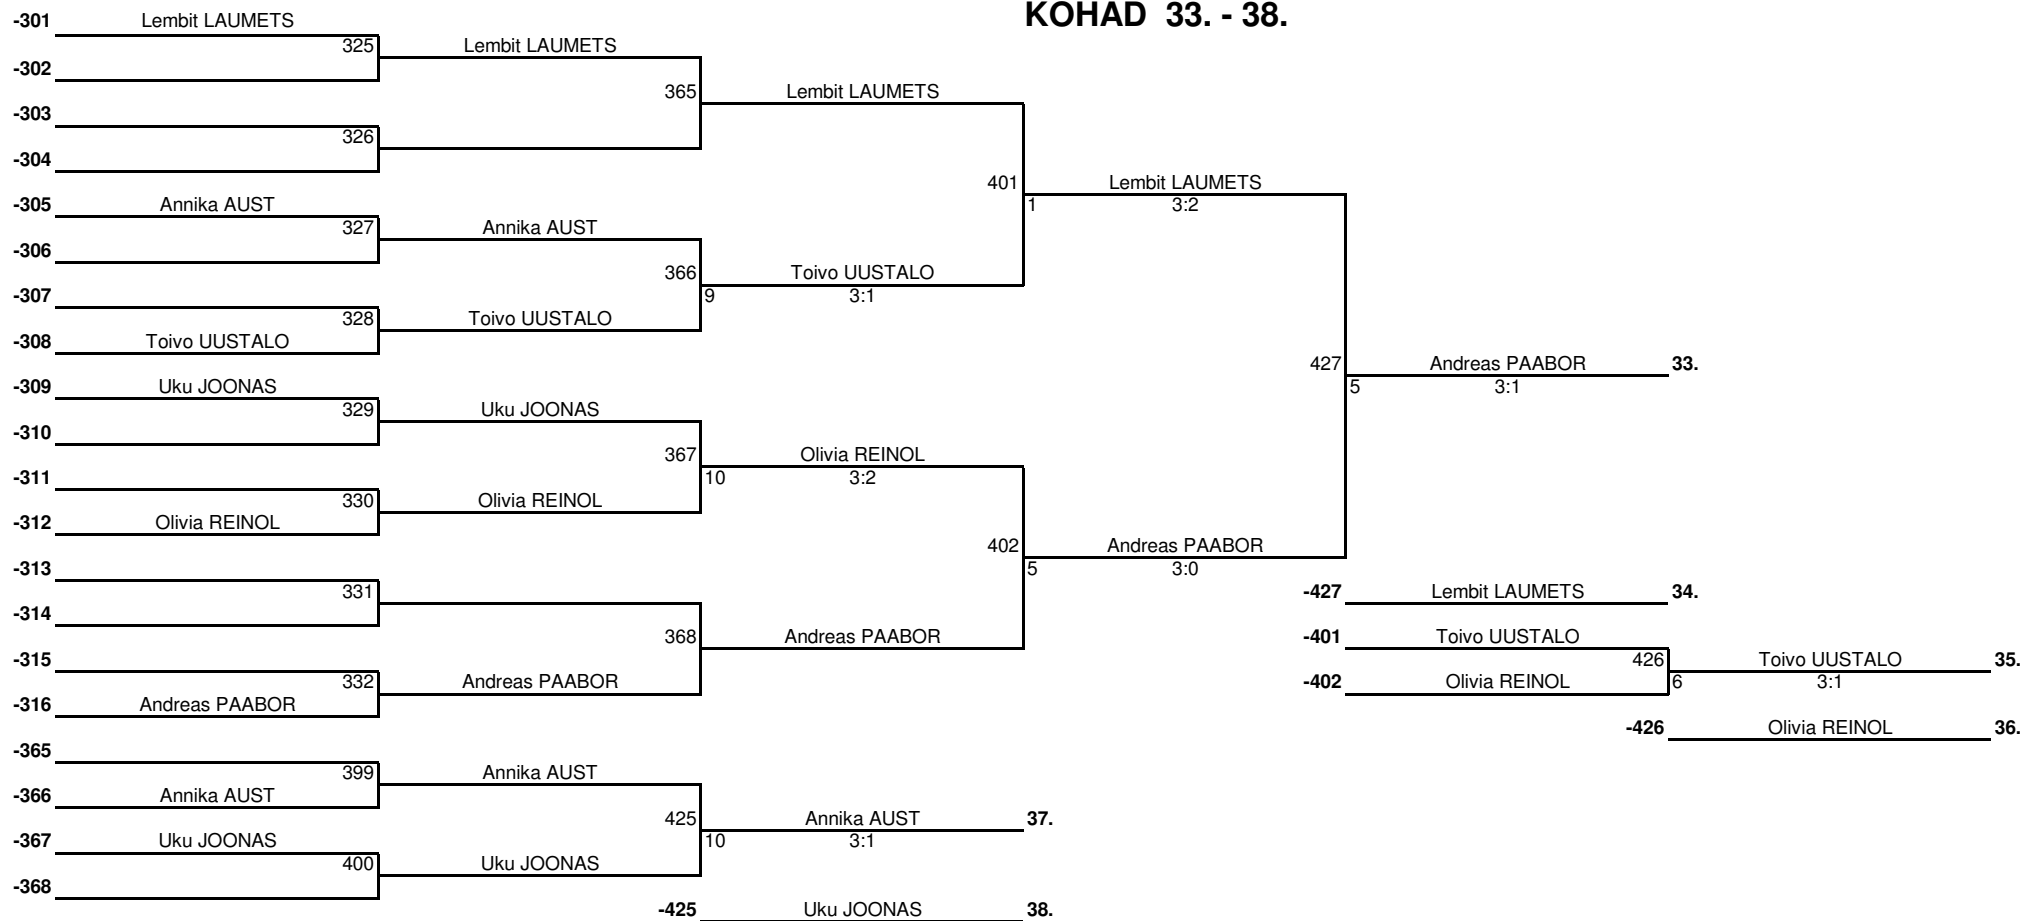 KOHAD 33. - 38.
-301 Lembit LAUMETS
325 Lembit LAUMETS
-302
365 Lembit LAUMETS
-303
326
-304
401 Lembit LAUMETS
1 3:2
-305 Annika AUST
327 Annika AUST
-306
366 Toivo UUSTALO
9 3:1
-307
328 Toivo UUSTALO
-308 Toivo UUSTALO
427 Andreas PAABOR 33.
5 3:1
-309 Uku JOONAS
329 Uku JOONAS
-310
367 Olivia REINOL
10 3:2
-311
330 Olivia REINOL
-312 Olivia REINOL
402 Andreas PAABOR
5 3:0
-313
331
-314
-427 Lembit LAUMETS 34.
368 Andreas PAABOR
-401 Toivo UUSTALO
-315
426 Toivo UUSTALO 35.
332 Andreas PAABOR
-402 Olivia REINOL
6 3:1
-316 Andreas PAABOR
-426 Olivia REINOL 36.
-365
399 Annika AUST
-366 Annika AUST
425 Annika AUST 37.
10 3:1
-367 Uku JOONAS
400 Uku JOONAS
-368
-425 Uku JOONAS 38.